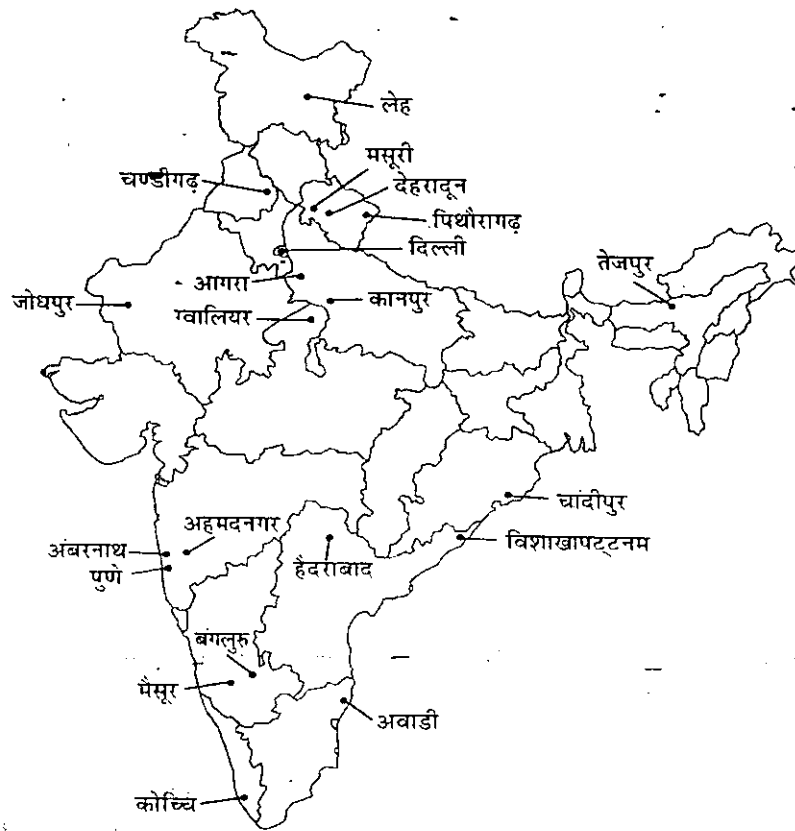 लेह
मसूरी
चण्डीगढ़
देहरादून
पिथौरागढ़
दिल्ली
तेजपुर
आगरा
जोधपुर
कानपुर
ग्वालियर
चांदीपुर
अहमदनगर
विशाखापट्टनम
अंबरनाथ
हैदराबाद
पुणे
बंगलुरु
मैसूर
अवाडी
कोच्चि